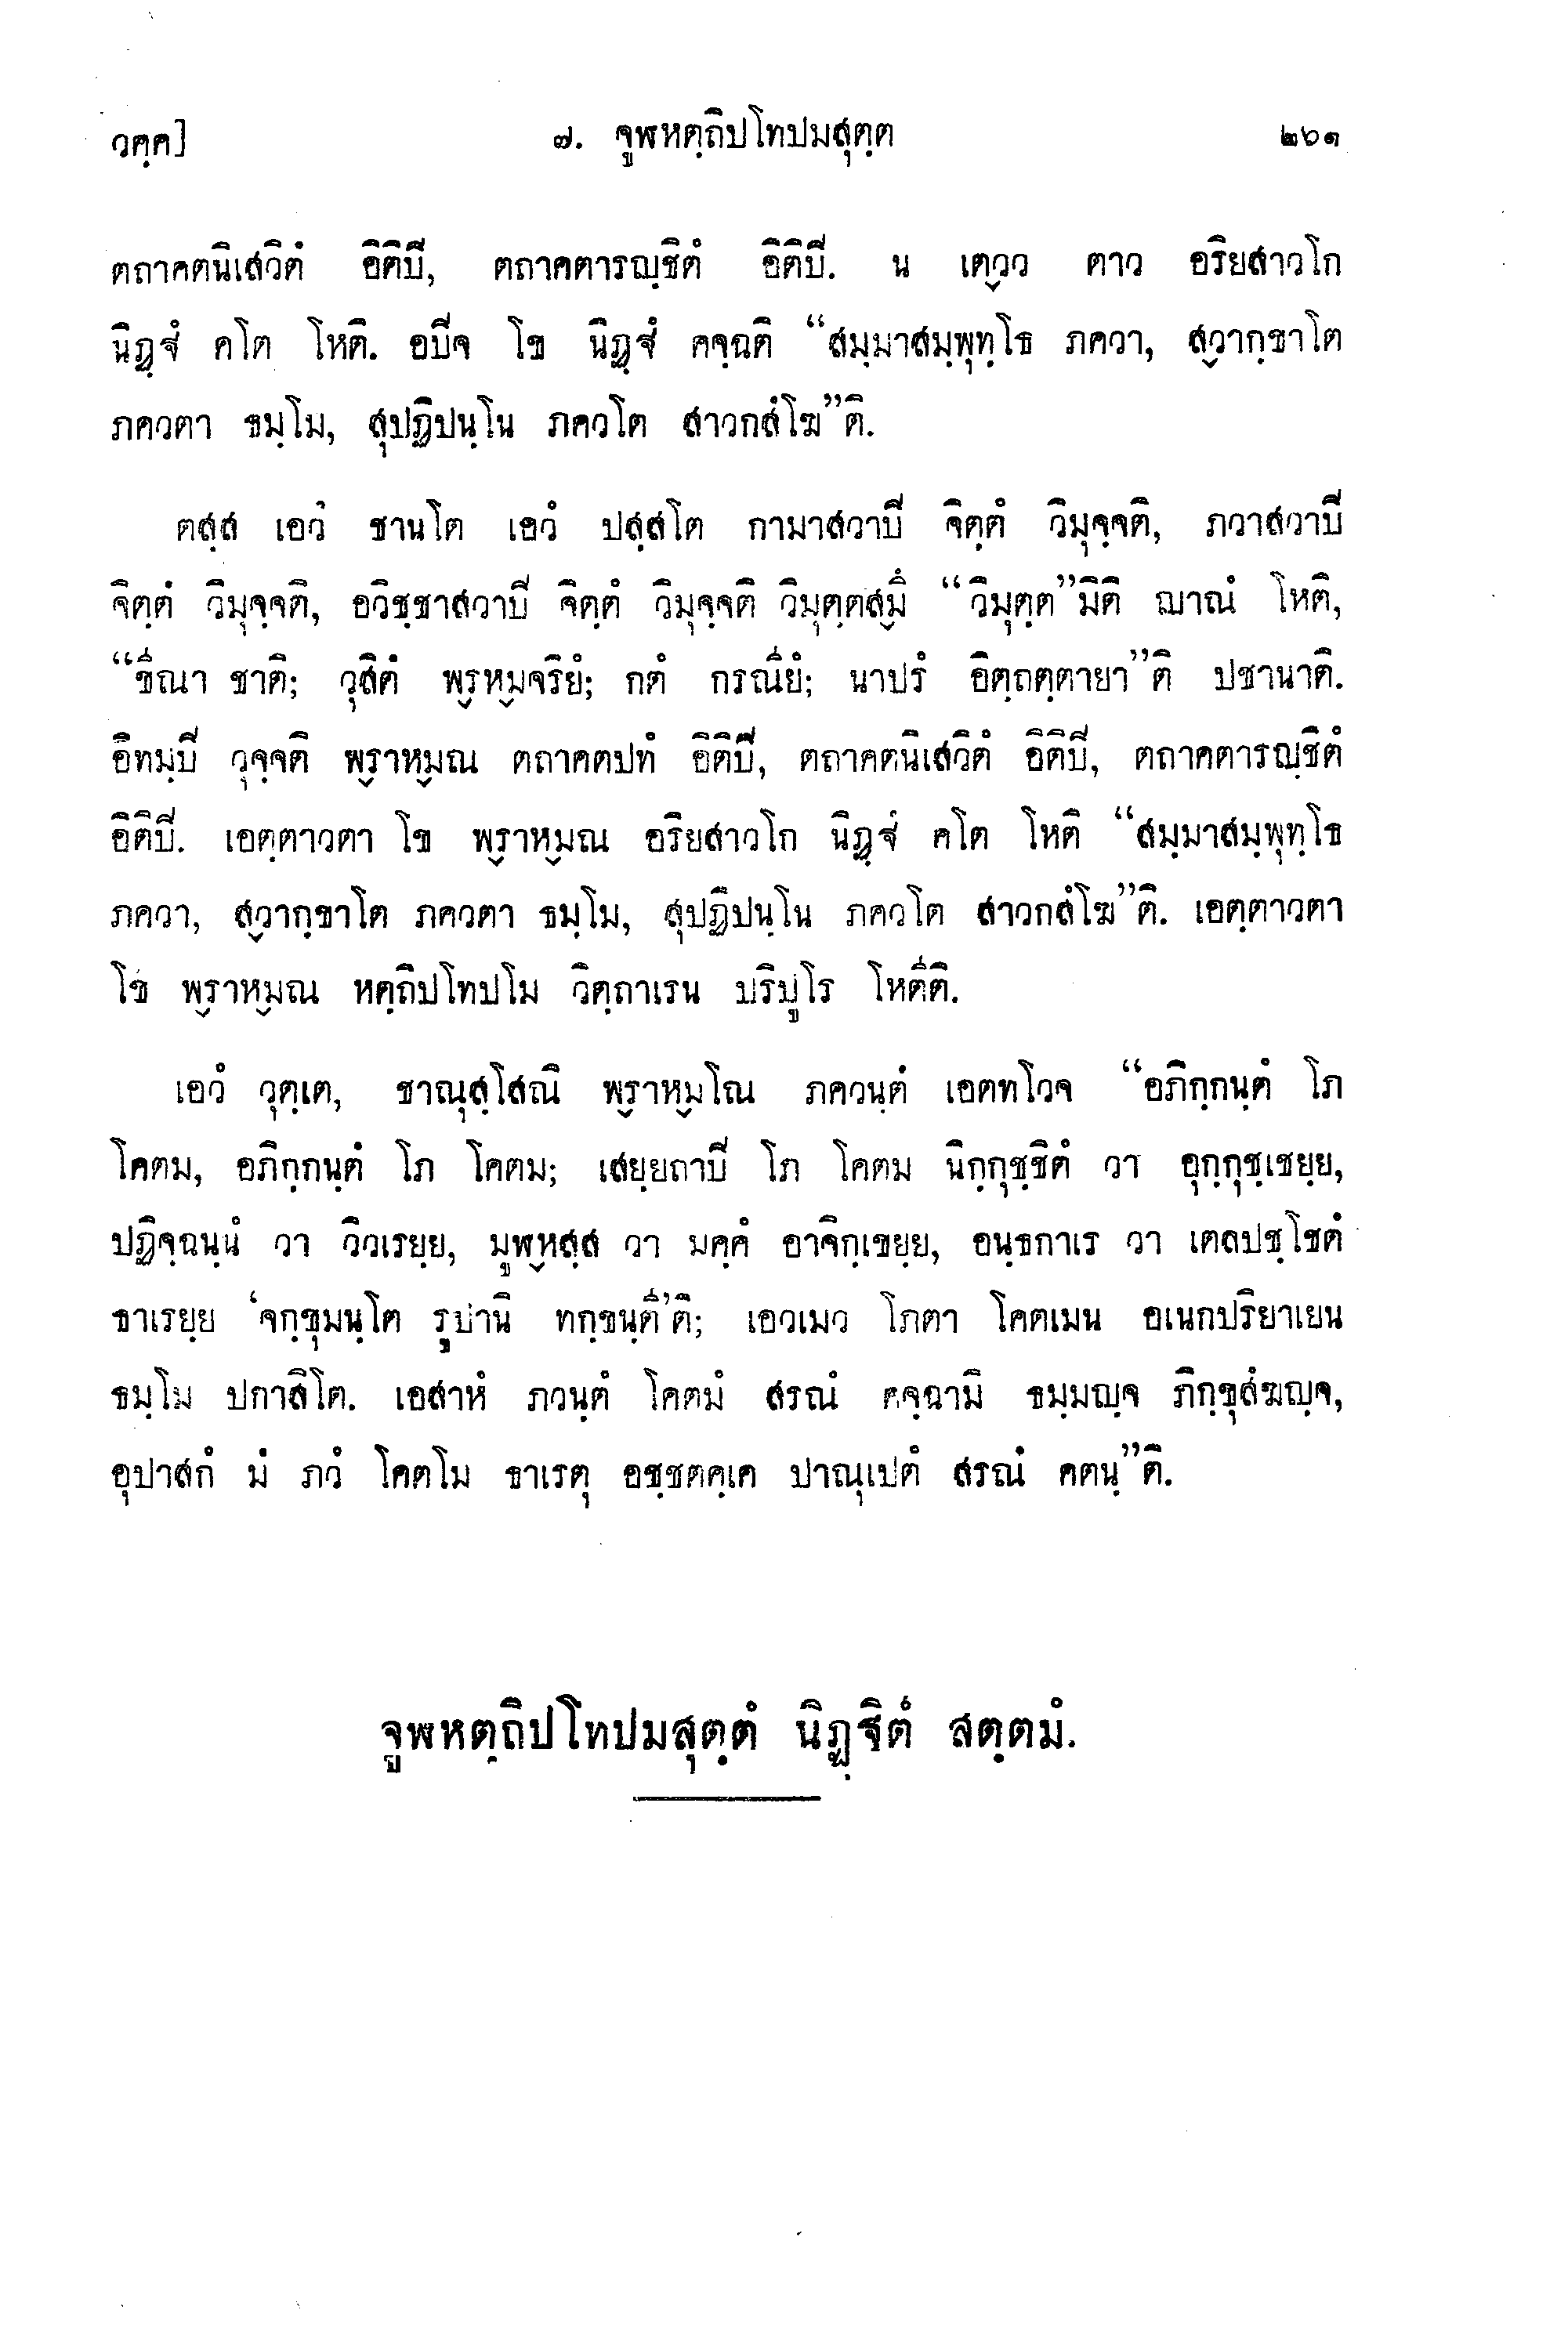 วคฺค]
๗. จูฬหตฺถิปโทปมสุตฺต
๒๖๑
ตถาคตนิเสวิตํ อิติปิ, ตถาคตารญฺชิตํ อิติปิ. น เตฺวว ตาว อริยสาวโก
นิฏฺฐํ คโต โหติ. อปิจ โข นิฏฺฐํ คจฺฉติ “สมฺมาสมฺพุทฺโธ ภควา, สฺวากฺขาโต
ภควตา ธมฺโม, สุปฏิปนฺโน ภควโต สาวกสํโฆ”ติ.
ตสฺส เอวํ ชานโต เอวํ ปสฺสโต กามาสวาปิ จิตฺตํ วิมุจฺจติ, ภวาสวาปิ
จิตฺตํ วิมุจฺจติ, อวิชฺชาสวาปิ จิตฺตํ วิมุจฺจติ วิมุตฺตสฺมิํ “วิมุตฺต”มิติ ญาณํ โหติ,
“ขีณา ชาติ; วุสิตํ พฺรหฺมจริยํ; กตํ กรณียํ; นาปรํ อิตฺถตฺตายา”ติ ปชานาติ.
อิทมฺปิ วุจฺจติ พฺราหฺมณ ตถาคตปทํ อิติปิ, ตถาคตนิเสวิตํ อิติปิ, ตถาคตารญฺชิตํ
อิติปิ. เอตฺตาวตา โข พฺราหฺมณ อริยสาวโก นิฏฺฐํ คโต โหติ “สมฺมาสมฺพุทฺโธ
ภควา, สฺวากฺขาโต ภควตา ธมฺโม, สุปฏิปนฺโน ภควโต สาวกสํโฆ”ติ. เอตฺตาวตา
โข พฺราหฺมณ หตฺถิปโทปโม วิตฺถาเรน ปริปูโร โหตีติ.
เอวํ วุตฺเต, ชาณุสฺโสณิ พฺราหฺมโณ ภควนฺตํ เอตทโวจ “อภิกฺกนฺตํ โภ
โคตม, อภิกฺกนฺตํ โภ โคตม; เสยฺยถาปิ โภ โคตม นิกฺกุชฺชิตํ วา อุกฺกุชฺเชยฺย,
ปฏิจฺฉนฺนํ วา วิวเรยฺย, มูฬฺหสฺส วา มคฺคํ อาจิกฺเขยฺย, อนฺธกาเร วา เตลปชฺโชตํ
ธาเรยฺย ‘จกฺขุมนฺโต รูปานิ ทกฺขนฺตี’ติ; เอวเมว โภตา โคตเมน อเนกปริยาเยน
ธมฺโม ปกาสิโต. เอสาหํ ภวนฺตํ โคตมํ สรณํ คจฺฉามิ ธมฺมญฺจ ภิกฺขุสํฆญฺจ,
อุปาสกํ มํ ภวํ โคตโม ธาเรตุ อชฺชตคฺเค ปาณุเปตํ สรณํ คตนฺ”ติ.
จูฬหตฺถิปโทปมสุตฺตํ นิฏฺฐิตํ สตฺตมํ.